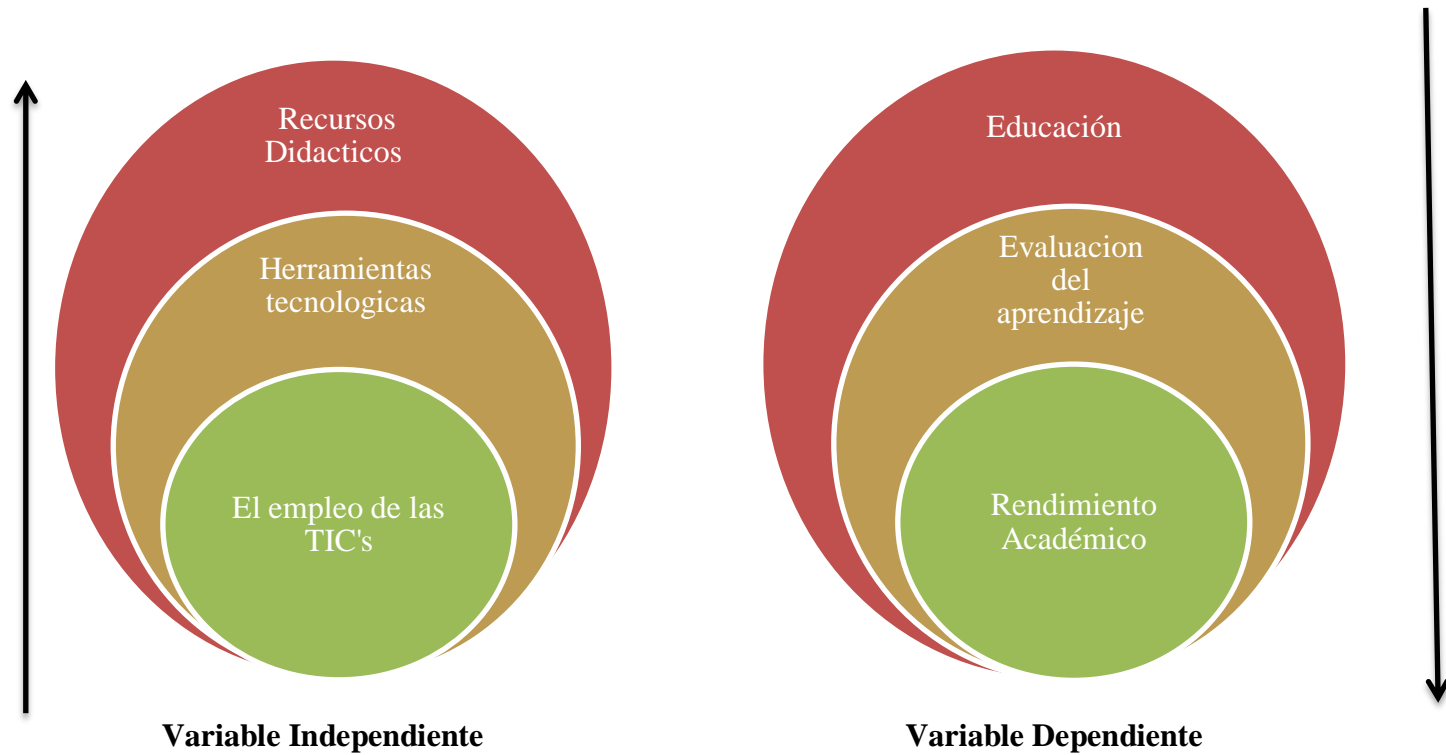 Recursos
Didacticos
Herramientas
tecnologicas
El empleo de las
TIC's
Variable Independiente
Educación
Evaluacion
del
aprendizaje
Rendimiento
Académico
Variable Dependiente